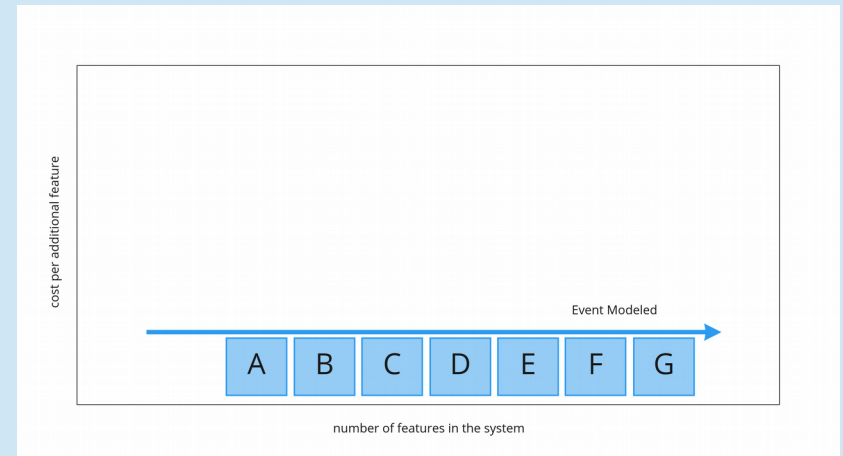 cost per additional feature
Event Modeled
A B C D E F G
number of features in the system